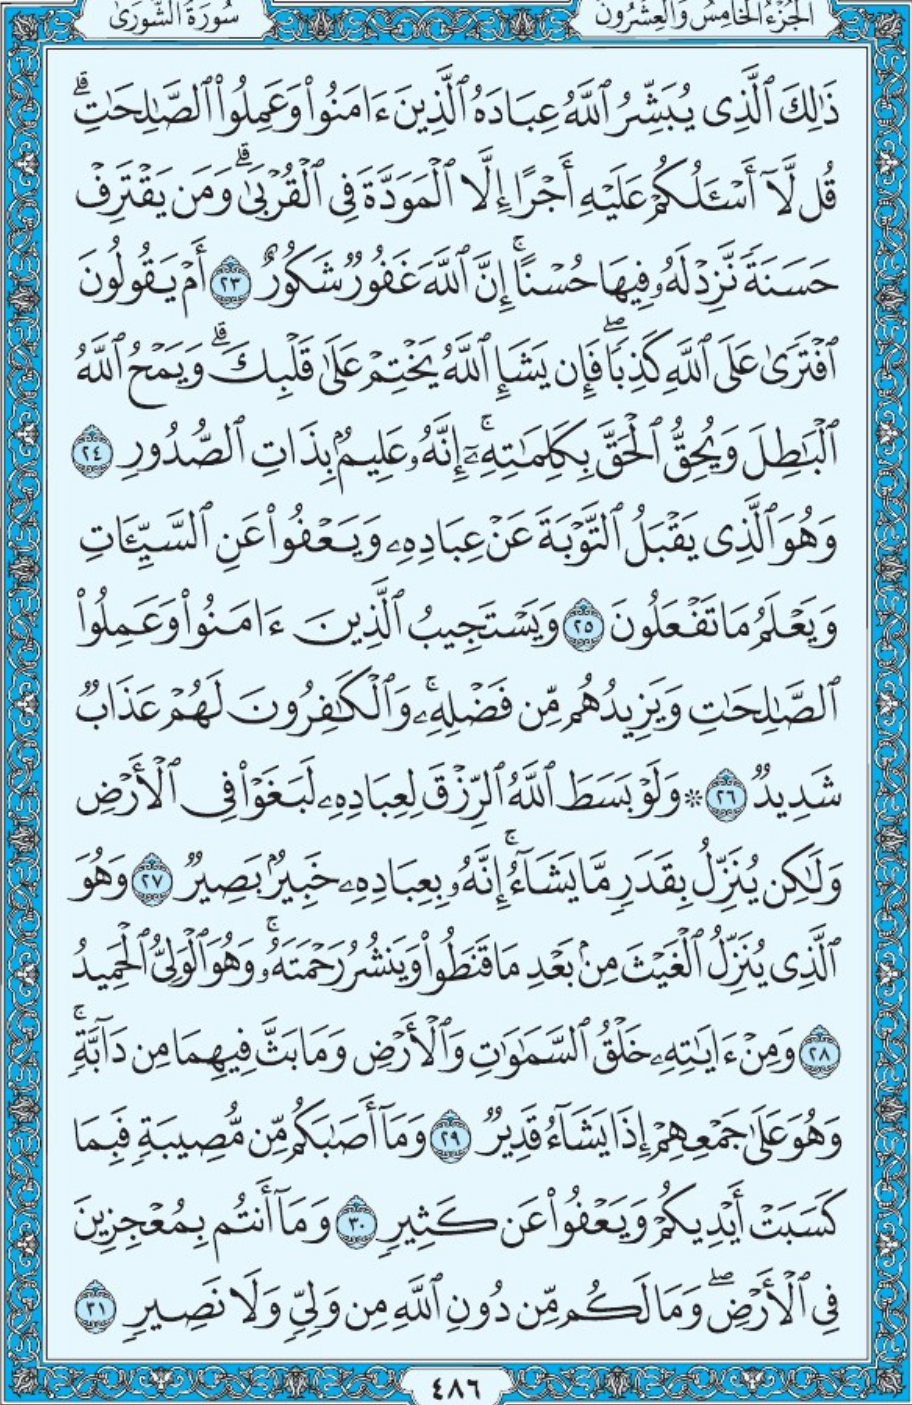 الجُزْءُ الخَامِسُ وَالعِشْرُونَ سُورَةُ الشُّورَىٰ
ذَٰلِكَ ٱلَّذِى يُبَشِّرُ ٱللَّهُ عِبَادَهُ ٱلَّذِينَ ءَامَنُوا۟ وَعَمِلُوا۟ ٱلصَّـٰلِحَـٰتِ ۗ
قُل لَّآ أَسْـَٔلُكُمْ عَلَيْهِ أَجْرًا إِلَّا ٱلْمَوَدَّةَ فِى ٱلْقُرْبَىٰ ۗ وَمَن يَقْتَرِفْ
حَسَنَةً نَّزِدْ لَهُۥ فِيهَا حُسْنًا ۚ إِنَّ ٱللَّهَ غَفُورٌ شَكُورٌ ٢٣ أَمْ يَقُولُونَ
ٱفْتَرَىٰ عَلَى ٱللَّهِ كَذِبًا ۖ فَإِن يَشَإِ ٱللَّهُ يَخْتِمْ عَلَىٰ قَلْبِكَ ۗ وَيَمْحُ ٱللَّهُ
ٱلْبَـٰطِلَ وَيُحِقُّ ٱلْحَقَّ بِكَلِمَـٰتِهِۦٓ ۚ إِنَّهُۥ عَلِيمٌۢ بِذَاتِ ٱلصُّدُورِ ٢٤
وَهُوَ ٱلَّذِى يَقْبَلُ ٱلتَّوْبَةَ عَنْ عِبَادِهِۦ وَيَعْفُوا۟ عَنِ ٱلسَّيِّـَٔاتِ
وَيَعْلَمُ مَا تَفْعَلُونَ ٢٥ وَيَسْتَجِيبُ ٱلَّذِينَ ءَامَنُوا۟ وَعَمِلُوا۟
ٱلصَّـٰلِحَـٰتِ وَيَزِيدُهُم مِّن فَضْلِهِۦ ۚ وَٱلْكَـٰفِرُونَ لَهُمْ عَذَابٌ
شَدِيدٌ ٢٦ ۞ وَلَوْ بَسَطَ ٱللَّهُ ٱلرِّزْقَ لِعِبَادِهِۦ لَبَغَوْا۟ فِى ٱلْأَرْضِ
وَلَـٰكِن يُنَزِّلُ بِقَدَرٍ مَّا يَشَآءُ ۚ إِنَّهُۥ بِعِبَادِهِۦ خَبِيرٌۢ بَصِيرٌ ٢٧ وَهُوَ
ٱلَّذِى يُنَزِّلُ ٱلْغَيْثَ مِنۢ بَعْدِ مَا قَنَطُوا۟ وَيَنشُرُ رَحْمَتَهُۥ ۚ وَهُوَ ٱلْوَلِىُّ ٱلْحَمِيدُ
٢٨ وَمِنْ ءَايَـٰتِهِۦ خَلْقُ ٱلسَّمَـٰوَٰتِ وَٱلْأَرْضِ وَمَا بَثَّ فِيهِمَا مِن دَآبَّةٍ ۚ
وَهُوَ عَلَىٰ جَمْعِهِمْ إِذَا يَشَآءُ قَدِيرٌ ٢٩ وَمَآ أَصَـٰبَكُم مِّن مُّصِيبَةٍ فَبِمَا
كَسَبَتْ أَيْدِيكُمْ وَيَعْفُوا۟ عَن كَثِيرٍ ٣٠ وَمَآ أَنتُم بِمُعْجِزِينَ
فِى ٱلْأَرْضِ ۖ وَمَا لَكُم مِّن دُونِ ٱللَّهِ مِن وَلِىٍّ وَلَا نَصِيرٍ ٣١
٤٨٦